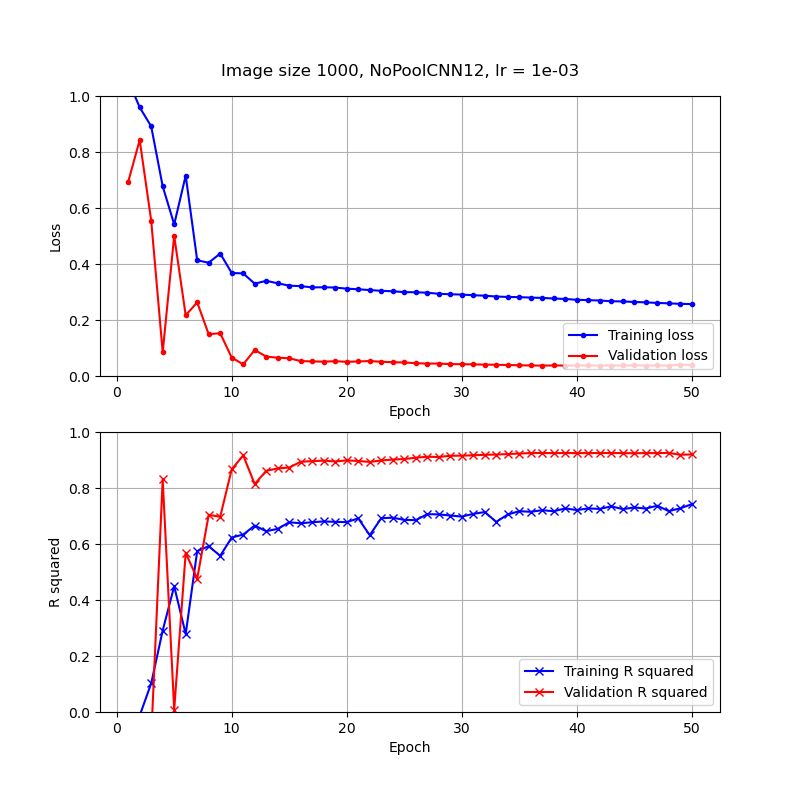 Image size 1000, NoPoolCNN12, lr = 1e-03
1.0
0.8
0.6
0.4
0.2
0.0
Loss
0 10 20 30 40 50
Epoch
Training loss
Validation loss
1.0
0.8
0.6
0.4
0.2
0.0
R squared
0 10 20 30 40 50
Epoch
Training R squared
Validation R squared